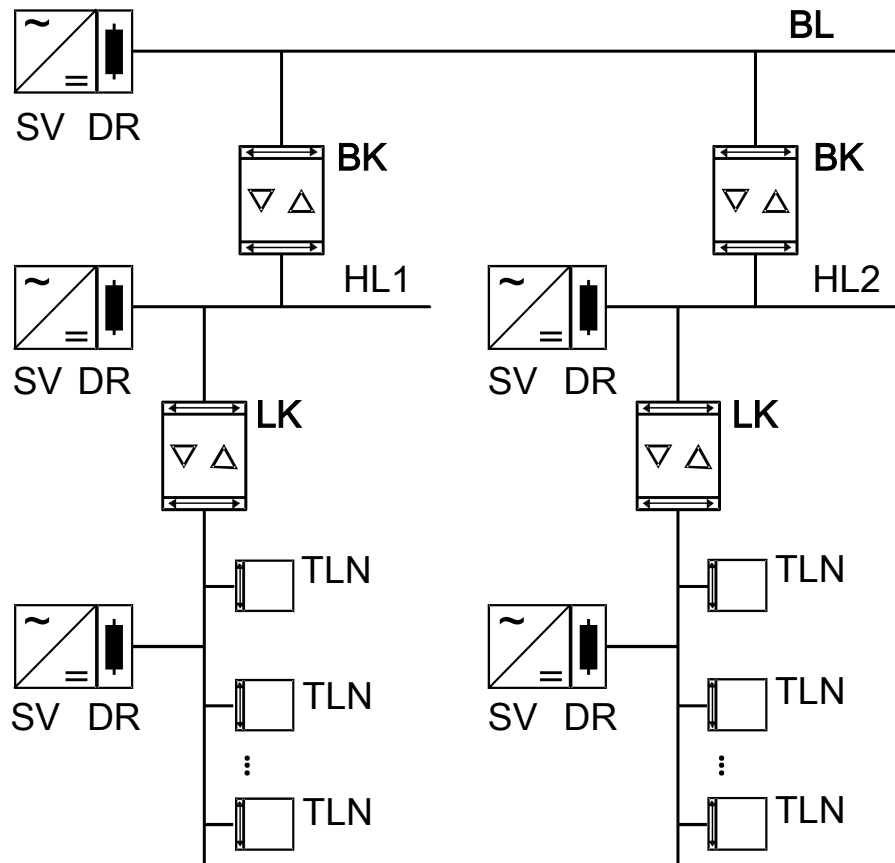 BL
SV DR
BK BK
HL1 HL2
SV DR SV DR
LK LK
TLN TLN
SV DR SV DR
TLN TLN
TLN TLN